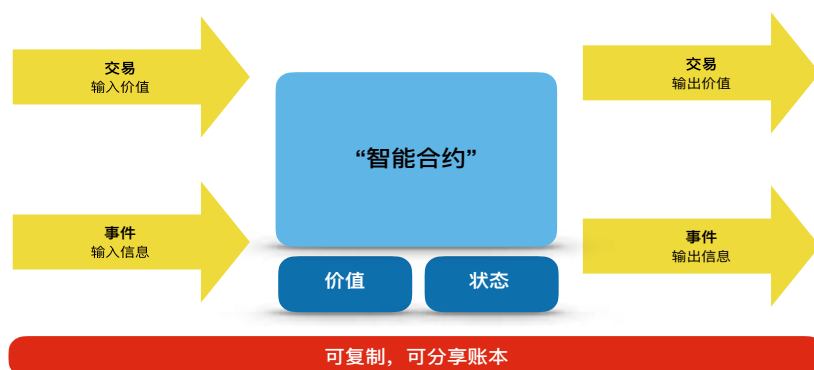 交易
输入价值
交易
输出价值
“智能合约”
事件
输入信息
事件
输出信息
价值
状态
可复制，可分享账本